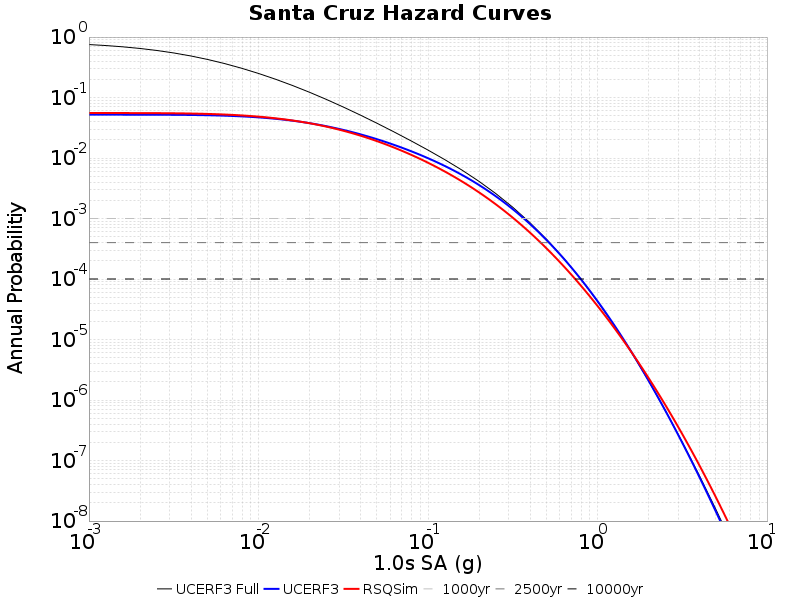 Santa Cruz Hazard Curves
Annual Probabilitiy
10^0
10^-1
10^-2
10^-3
10^-4
10^-5
10^-6
10^-7
10^-8
10^-3 10^-2 10^-1 10^0 10^1
1.0s SA (g)
UCERF3 Full UCERF3 RSQSim 1000yr 2500yr 10000yr